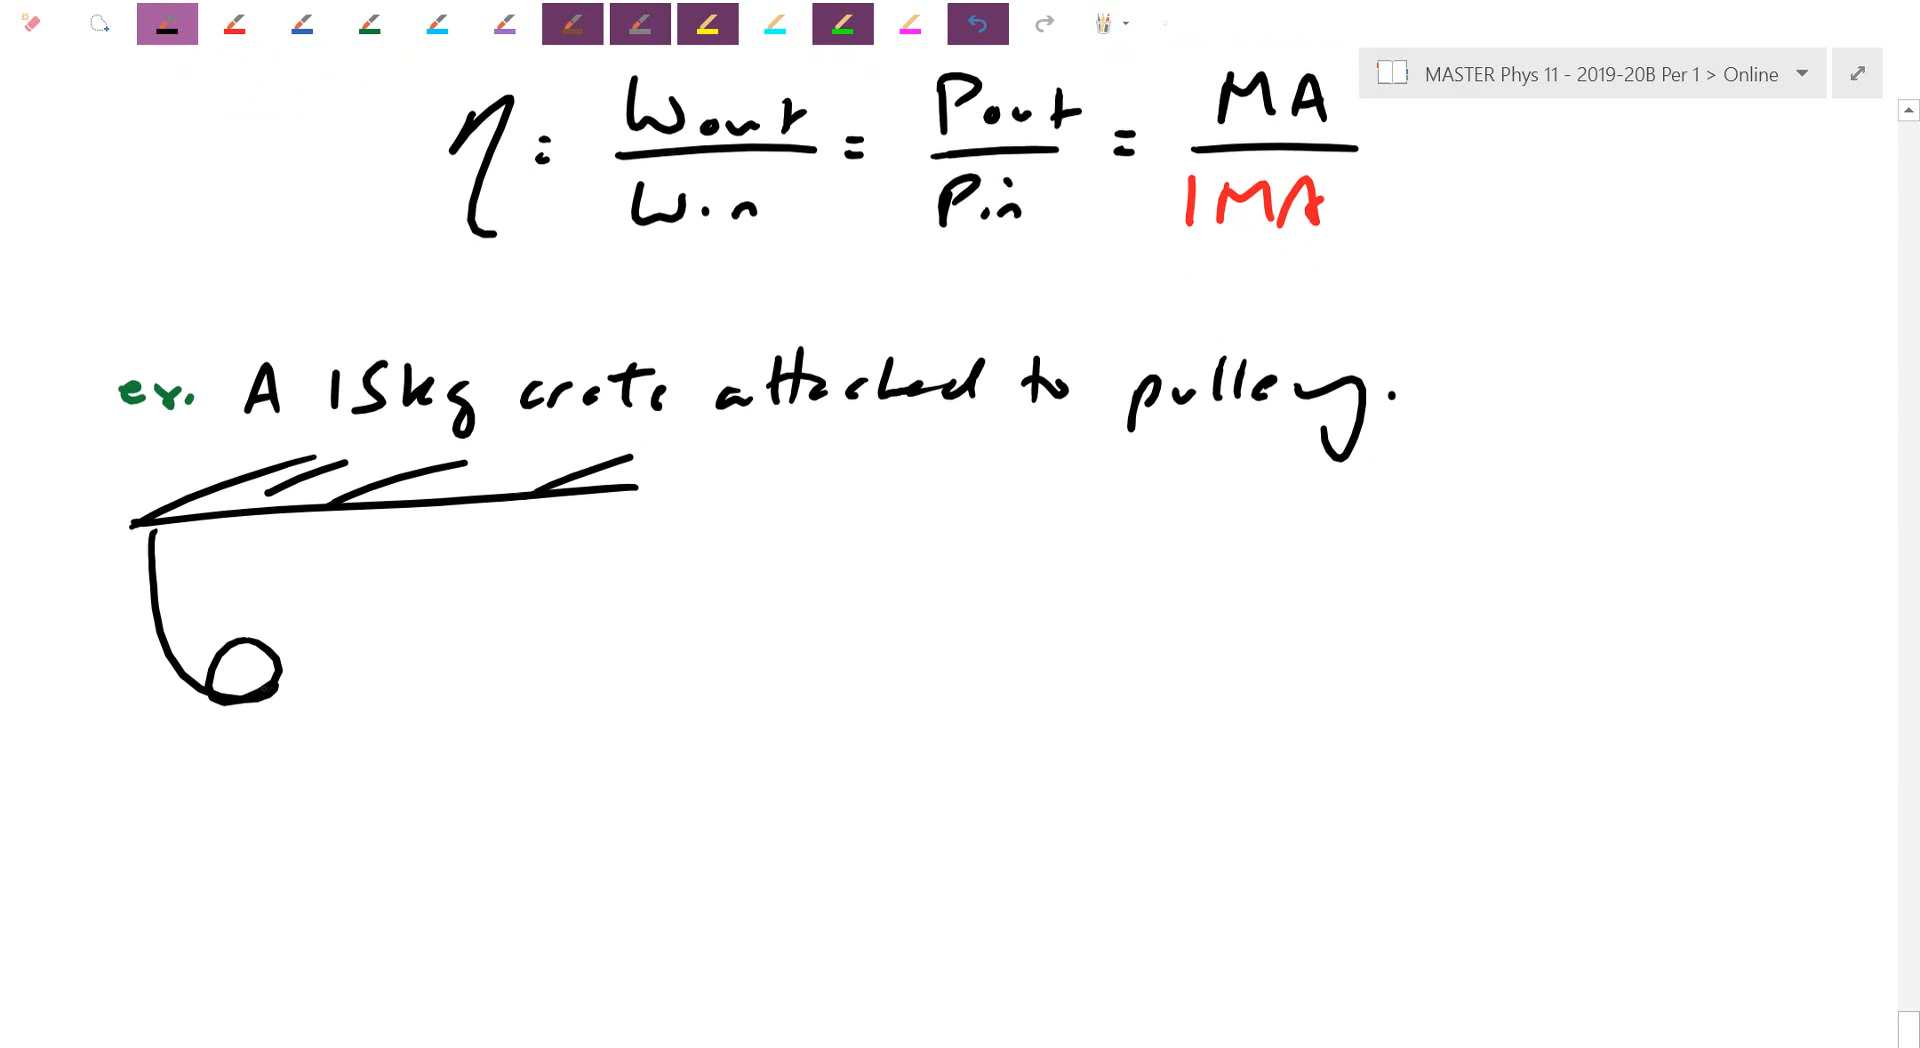 MASTER Phys 11 - 2019-20B Per 1 > Online
η = Wout / Win = Pout / Pin = MA / IMA
ex. A 15kg crate attached to pulley.